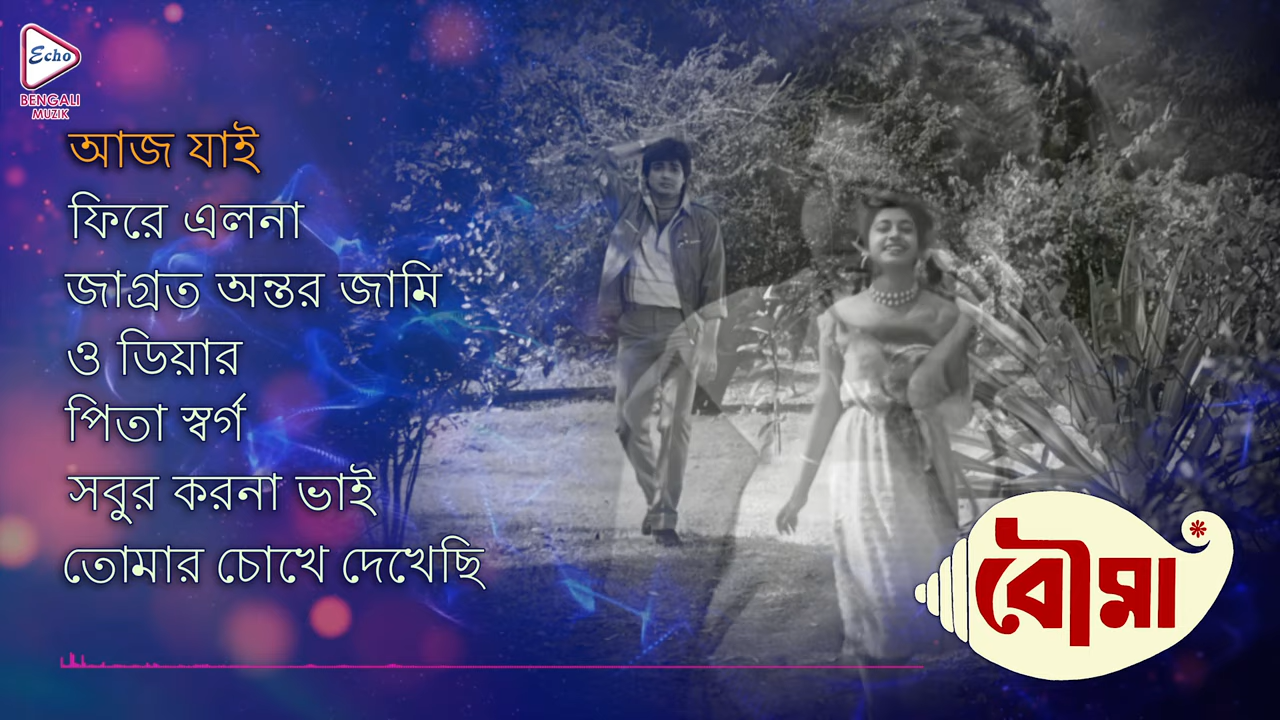 Echo
BENGALI
MUZIK
আজ যাই
ফিরে এলনা
জাগ্রত অন্তর জামি
ও ডিয়ার
পিতা স্বর্গ
সবুর করনা ভাই
তোমার চোখে দেখেছি
বৌমা